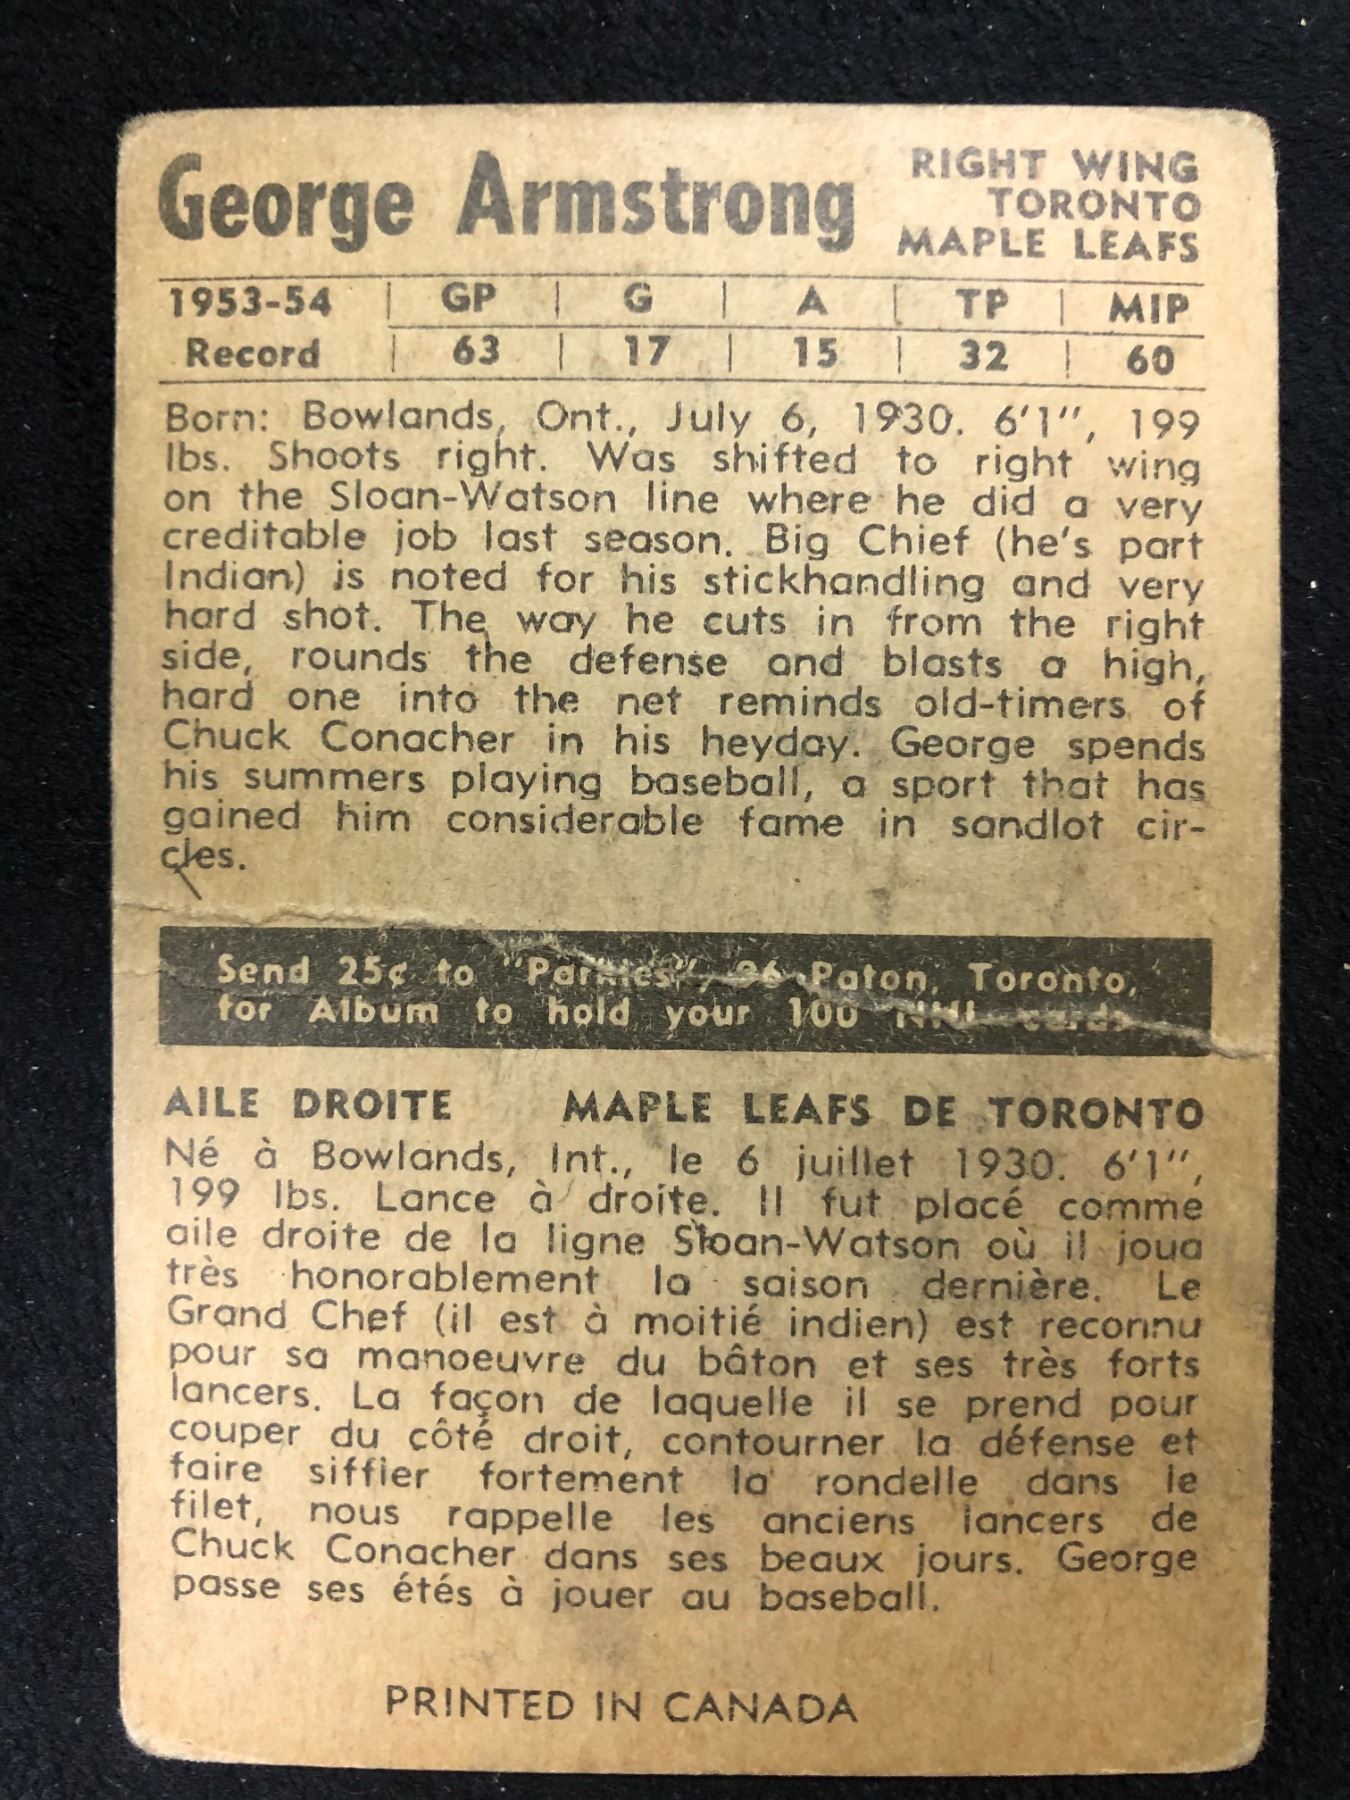 George Armstrong
RIGHT WING
TORONTO
MAPLE LEAFS
1953-54 | GP | G | A | TP | MIP
Record | 63 | 17 | 15 | 32 | 60
Born: Bowlands, Ont., July 6, 1930. 6'1", 199
lbs. Shoots right. Was shifted to right wing
on the Sloan-Watson line where he did a very
creditable job last season. Big Chief (he's part
Indian) is noted for his stickhandling and very
hard shot. The way he cuts in from the right
side, rounds the defense and blasts a high,
hard one into the net reminds old-timers of
Chuck Conacher in his heyday. George spends
his summers playing baseball, a sport that has
gained him considerable fame in sandlot cir-
cles.
Send 25¢ to "Parkies", 96 Paton, Toronto,
for Album to hold your 100 NHL cards
AILE DROITE MAPLE LEAFS DE TORONTO
Né à Bowlands, Int., le 6 juillet 1930. 6'1",
199 lbs. Lance à droite. Il fut placé comme
aile droite de la ligne Sloan-Watson où il joua
très honorablement la saison dernière. Le
Grand Chef (il est à moitié indien) est reconnu
pour sa manoeuvre du bâton et ses très forts
lancers. La façon de laquelle il se prend pour
couper du côté droit, contourner la défense et
faire siffler fortement la rondelle dans le
filet, nous rappelle les anciens lancers de
Chuck Conacher dans ses beaux jours. George
passe ses étés à jouer au baseball.
PRINTED IN CANADA